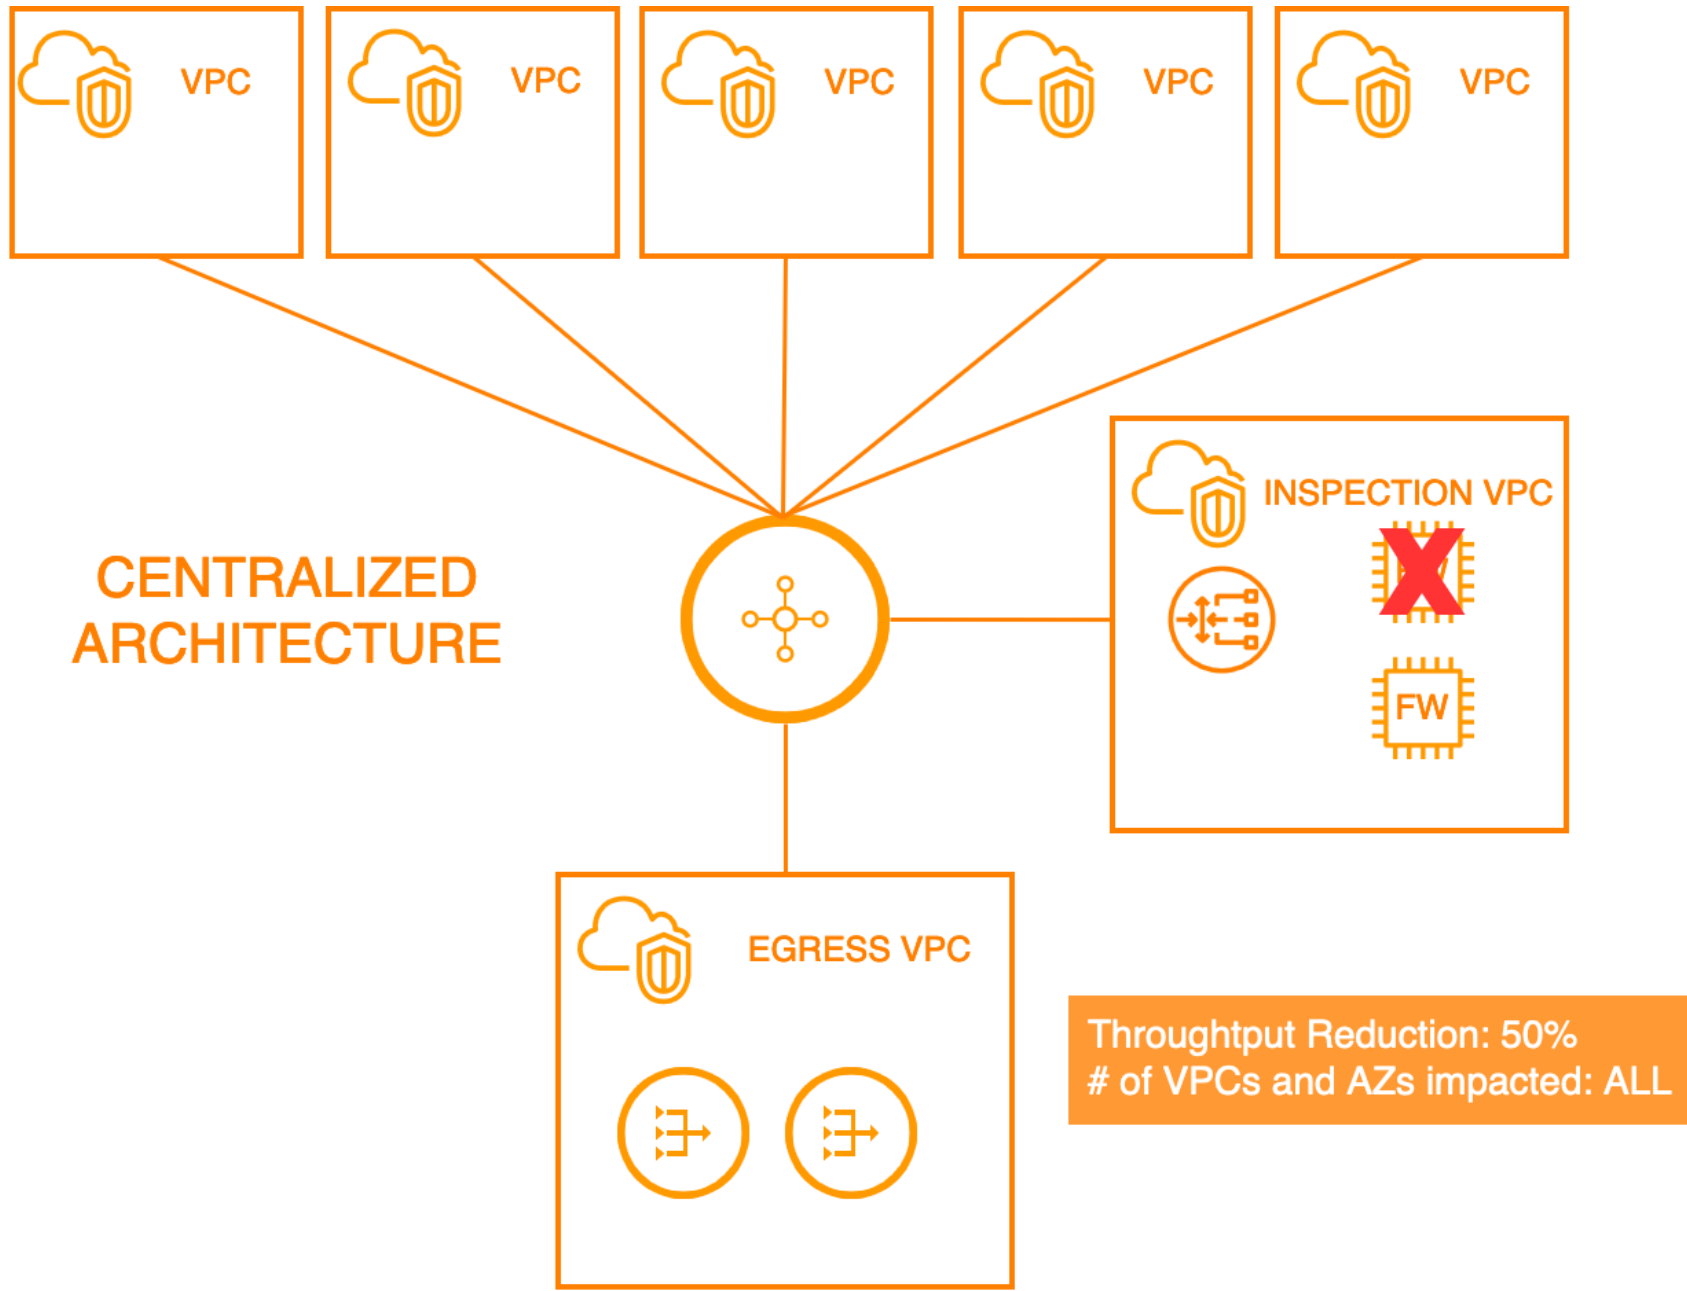 VPC
VPC
VPC
VPC
VPC
INSPECTION VPC
CENTRALIZED
ARCHITECTURE
FW
EGRESS VPC
Throughtput Reduction: 50%
# of VPCs and AZs impacted: ALL